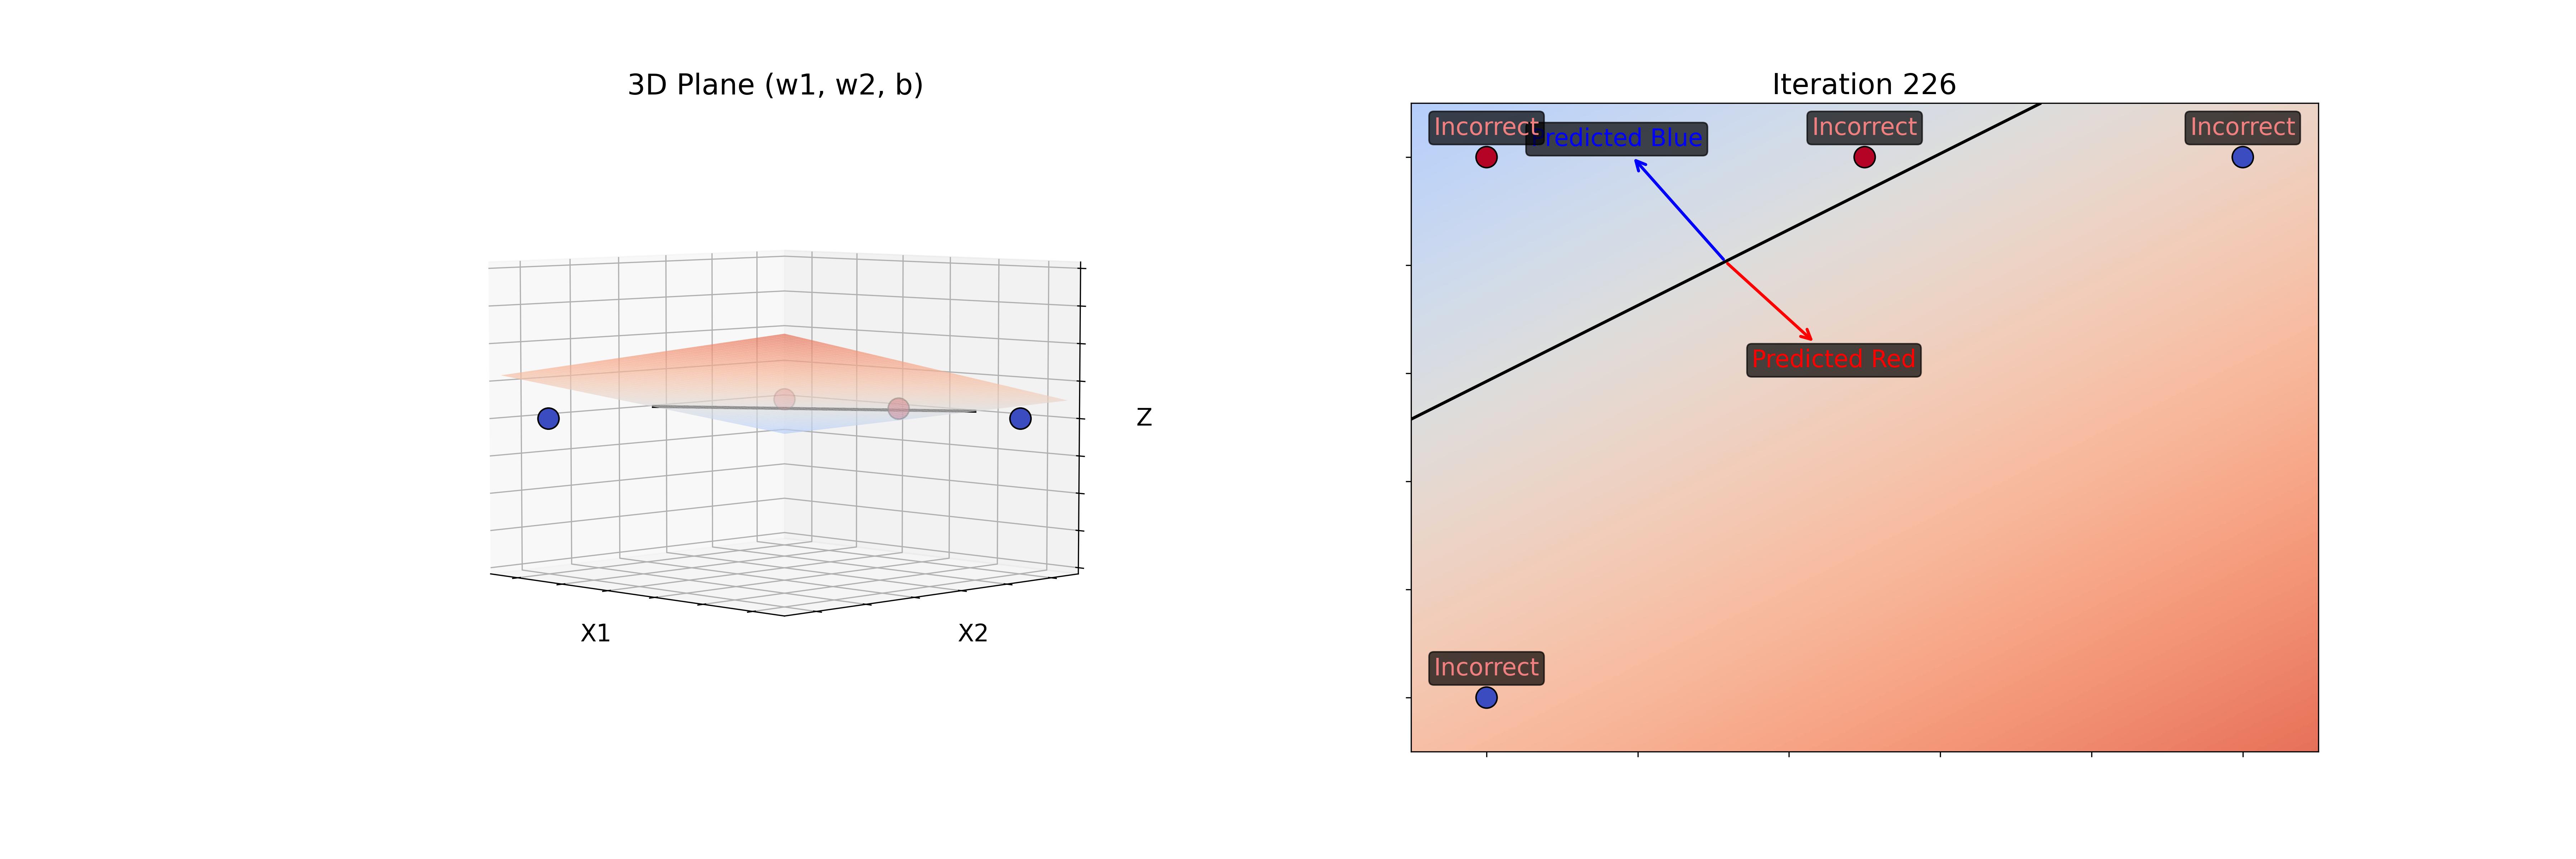 3D Plane (w1, w2, b)
Z
X1
X2
Iteration 226
Incorrect
Predicted Blue
Incorrect
Incorrect
Predicted Red
Incorrect